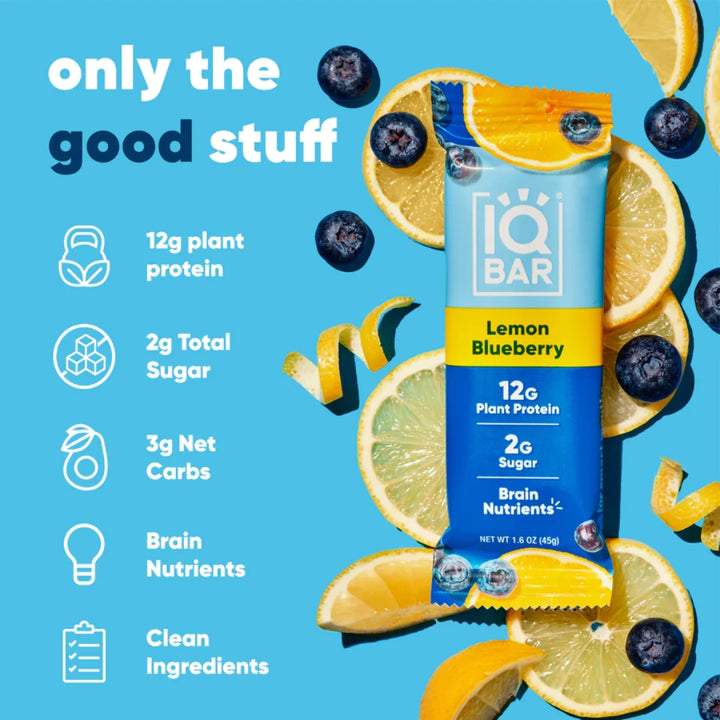 only the
good stuff
12g plant
protein
2g Total
Sugar
3g Net
Carbs
Brain
Nutrients
Clean
Ingredients
IQ
BAR
®
Lemon
Blueberry
12G
Plant Protein
2G
Sugar
Brain
Nutrients
NET WT 1.6 OZ (45g)